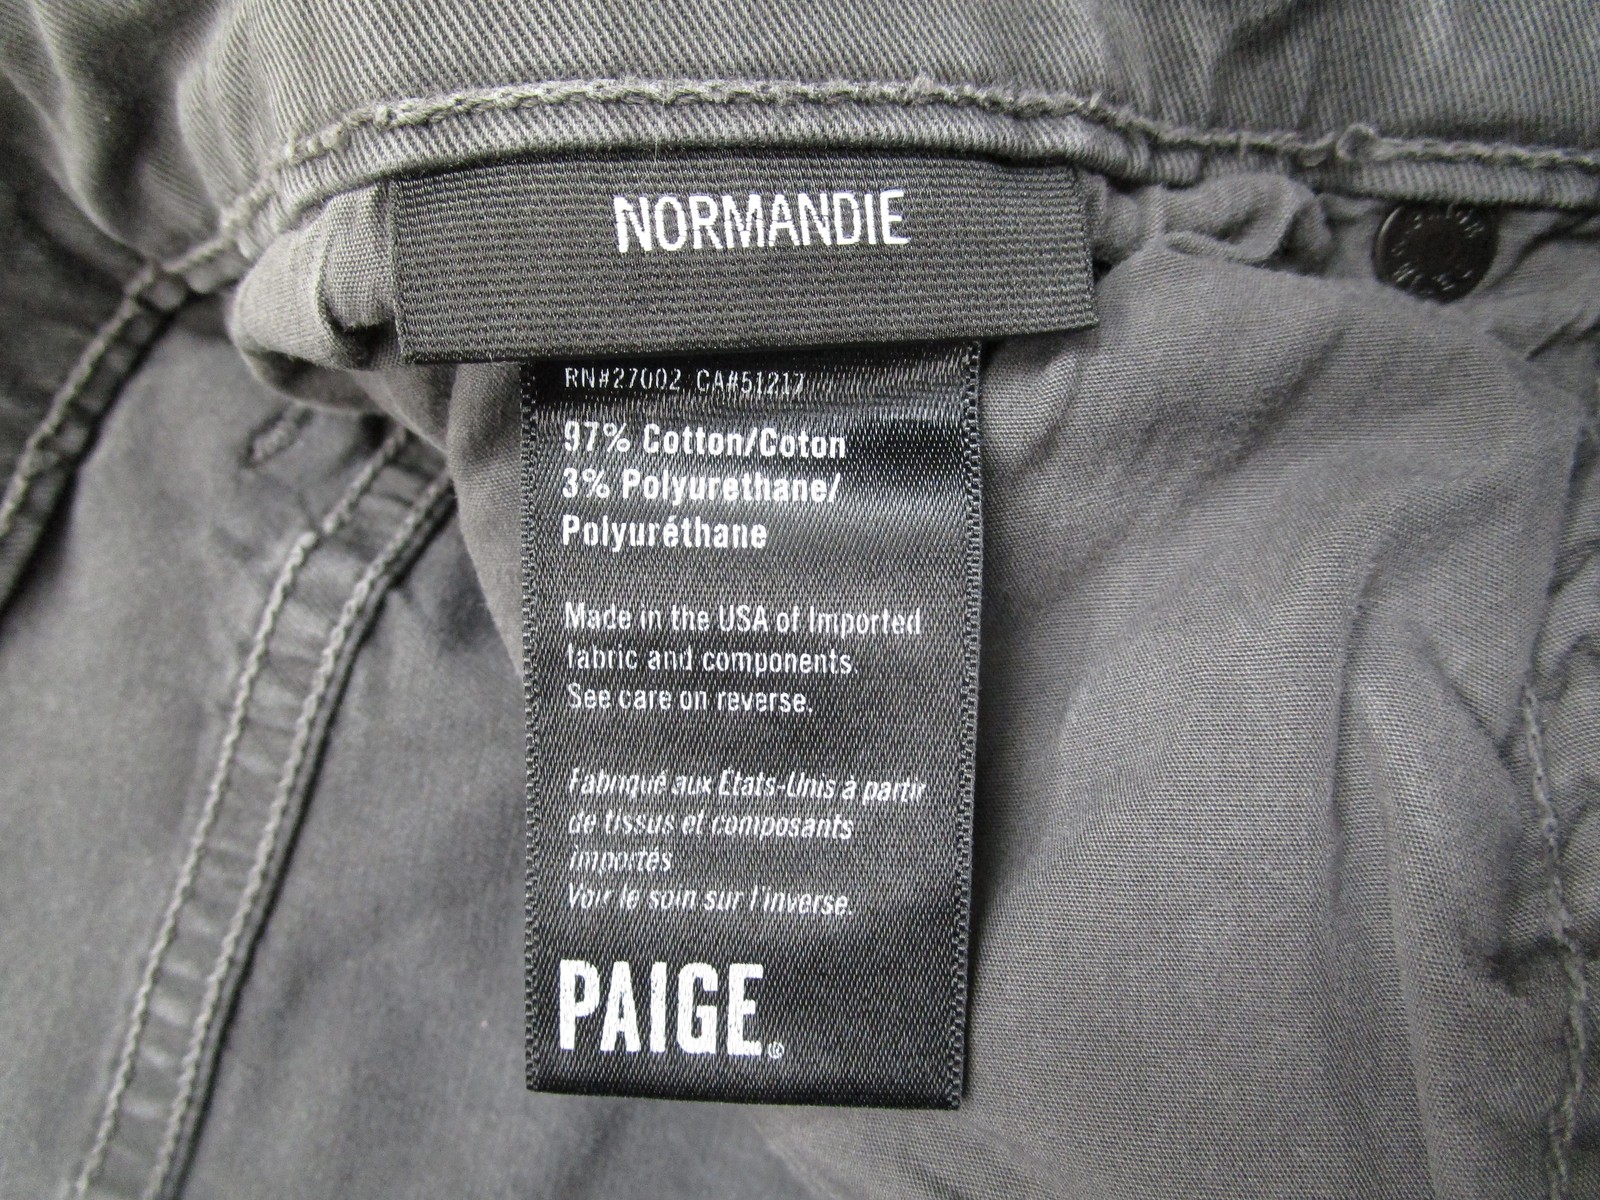 NORMANDIE
RN#27002 CA#51217
97% Cotton/Coton
3% Polyurethane/
Polyuréthane
Made in the USA of Imported
fabric and components.
See care on reverse.
Fabriqué aux Etats-Unis à partir
de tissus et composants
importés
Voir le soin sur l'inverse.
PAIGE®